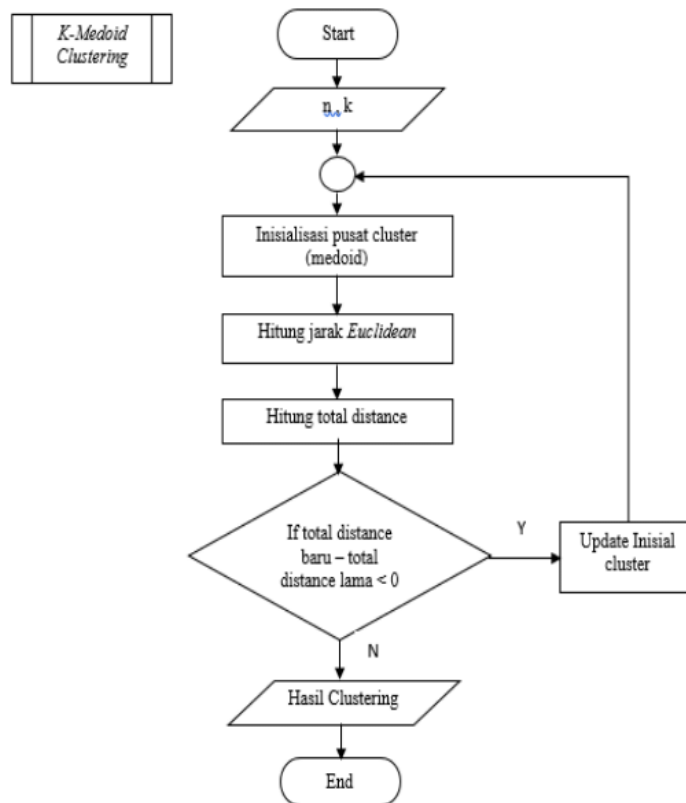 K-Medoid
Clustering
Start
n , k
Inisialisasi pusat cluster
(medoid)
Hitung jarak Euclidean
Hitung total distance
If total distance
baru – total
distance lama < 0
Y
Update Inisial
cluster
N
Hasil Clustering
End